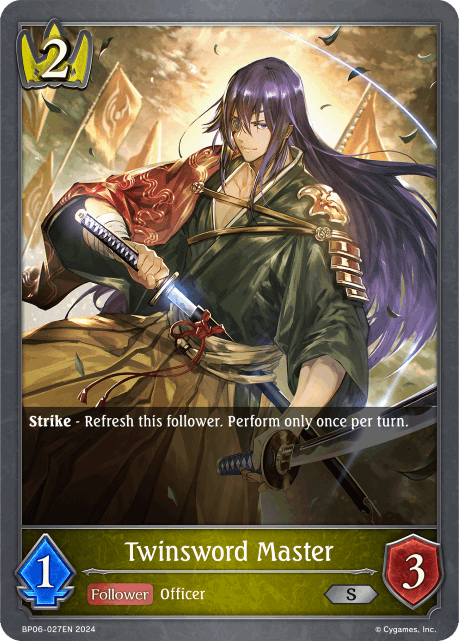 2
Strike - Refresh this follower. Perform only once per turn.
Twinsword Master
1
Follower Officer
S
3
BP06-027EN 2024
© Cygames, Inc.